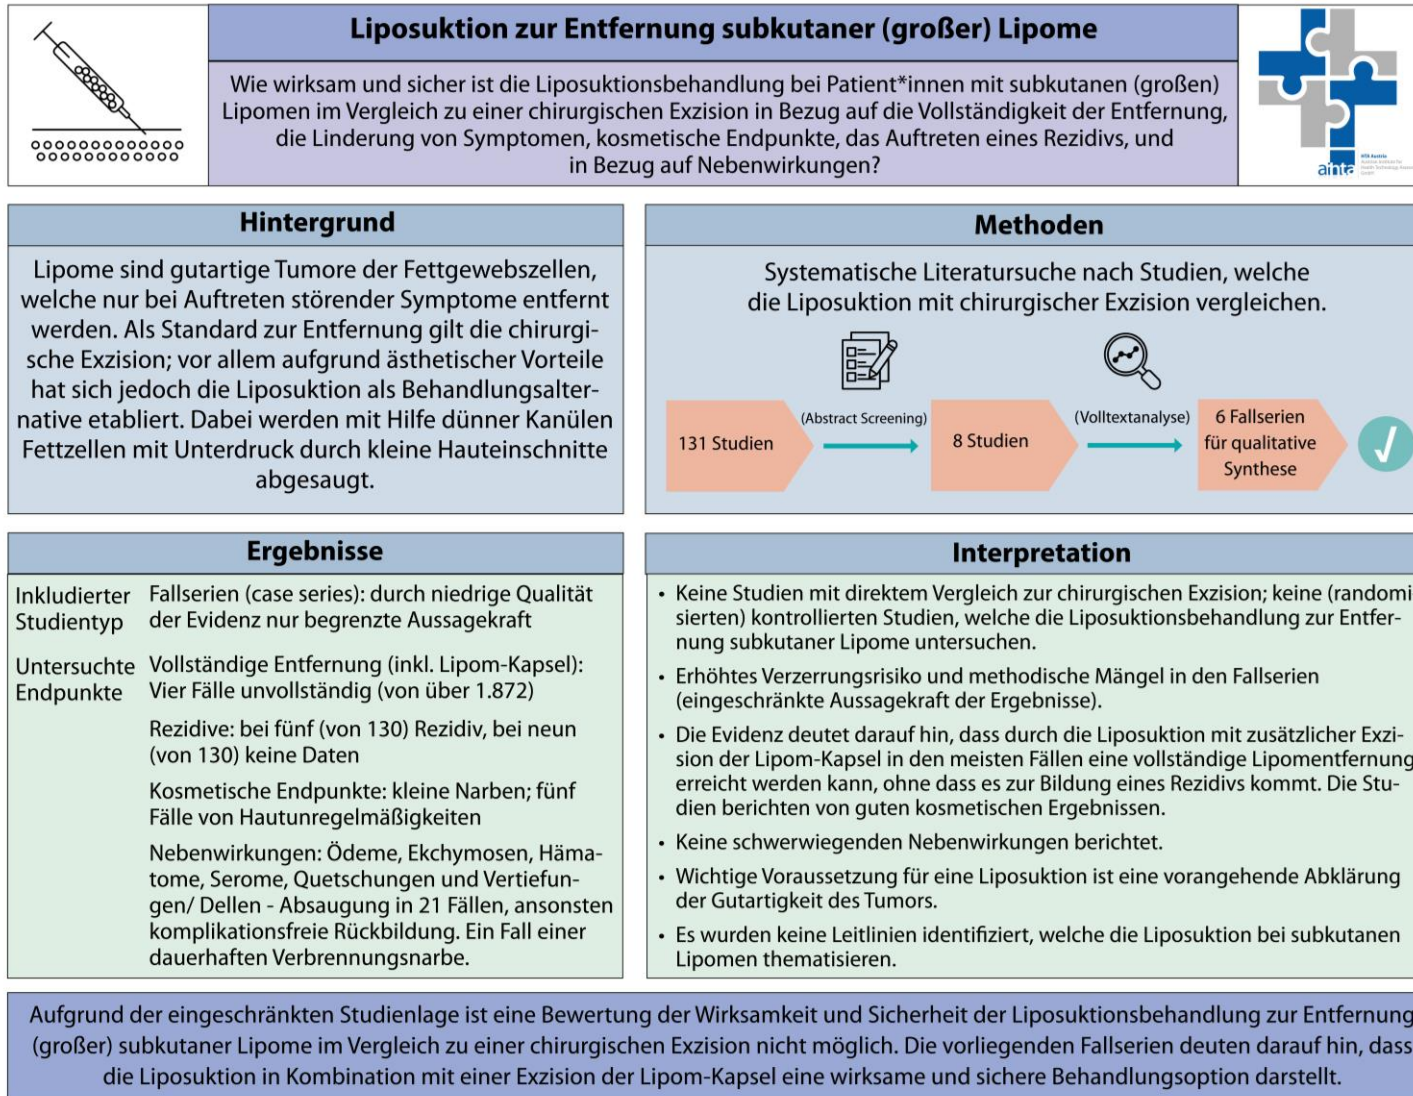 Liposuktion zur Entfernung subkutaner (großer) Lipome
Wie wirksam und sicher ist die Liposuktionsbehandlung bei Patient*innen mit subkutanen (großen)
Lipomen im Vergleich zu einer chirurgischen Exzision in Bezug auf die Vollständigkeit der Entfernung,
die Linderung von Symptomen, kosmetische Endpunkte, das Auftreten eines Rezidivs, und
in Bezug auf Nebenwirkungen?
aihta
HTA Austria
Austrian Institute for
Health Technology Assessment
GmbH
Hintergrund
Lipome sind gutartige Tumore der Fettgewebszellen,
welche nur bei Auftreten störender Symptome entfernt
werden. Als Standard zur Entfernung gilt die chirurgi-
sche Exzision; vor allem aufgrund ästhetischer Vorteile
hat sich jedoch die Liposuktion als Behandlungsalter-
native etabliert. Dabei werden mit Hilfe dünner Kanülen
Fettzellen mit Unterdruck durch kleine Hauteinschnitte
abgesaugt.
Methoden
Systematische Literatursuche nach Studien, welche
die Liposuktion mit chirurgischer Exzision vergleichen.
131 Studien
(Abstract Screening)
8 Studien
(Volltextanalyse)
6 Fallserien
für qualitative
Synthese
Ergebnisse
Inkludierter
Studientyp
Fallserien (case series): durch niedrige Qualität
der Evidenz nur begrenzte Aussagekraft
Untersuchte
Endpunkte
Vollständige Entfernung (inkl. Lipom-Kapsel):
Vier Fälle unvollständig (von über 1.872)
Rezidive: bei fünf (von 130) Rezidiv, bei neun
(von 130) keine Daten
Kosmetische Endpunkte: kleine Narben; fünf
Fälle von Hautunregelmäßigkeiten
Nebenwirkungen: Ödeme, Ekchymosen, Häma-
tome, Serome, Quetschungen und Vertiefun-
gen/ Dellen - Absaugung in 21 Fällen, ansonsten
komplikationsfreie Rückbildung. Ein Fall einer
dauerhaften Verbrennungsnarbe.
Interpretation
• Keine Studien mit direktem Vergleich zur chirurgischen Exzision; keine (randomi
sierten) kontrollierten Studien, welche die Liposuktionsbehandlung zur Entfer-
nung subkutaner Lipome untersuchen.
• Erhöhtes Verzerrungsrisiko und methodische Mängel in den Fallserien
(eingeschränkte Aussagekraft der Ergebnisse).
• Die Evidenz deutet darauf hin, dass durch die Liposuktion mit zusätzlicher Exzi-
sion der Lipom-Kapsel in den meisten Fällen eine vollständige Lipomentfernung
erreicht werden kann, ohne dass es zur Bildung eines Rezidivs kommt. Die Stu-
dien berichten von guten kosmetischen Ergebnissen.
• Keine schwerwiegenden Nebenwirkungen berichtet.
• Wichtige Voraussetzung für eine Liposuktion ist eine vorangehende Abklärung
der Gutartigkeit des Tumors.
• Es wurden keine Leitlinien identifiziert, welche die Liposuktion bei subkutanen
Lipomen thematisieren.
Aufgrund der eingeschränkten Studienlage ist eine Bewertung der Wirksamkeit und Sicherheit der Liposuktionsbehandlung zur Entfernung
(großer) subkutaner Lipome im Vergleich zu einer chirurgischen Exzision nicht möglich. Die vorliegenden Fallserien deuten darauf hin, dass
die Liposuktion in Kombination mit einer Exzision der Lipom-Kapsel eine wirksame und sichere Behandlungsoption darstellt.